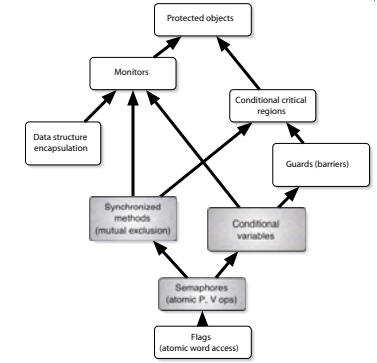 Protected objects
Monitors
Conditional critical
regions
Data structure
encapsulation
Guards (barriers)
Synchronized
methods
(mutual exclusion)
Conditional
variables
Semaphores
(atomic P, V ops)
Flags
(atomic word access)